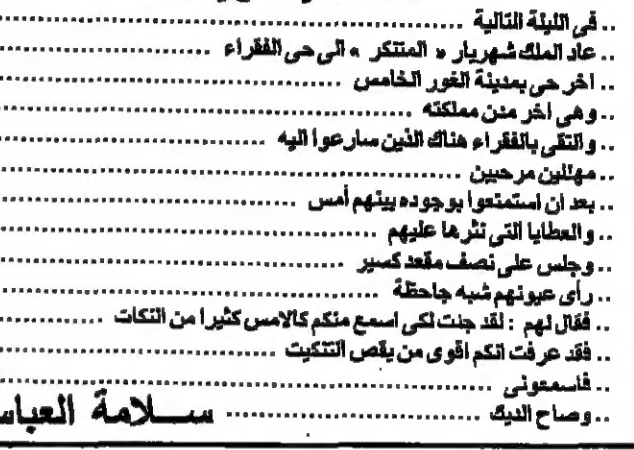 .. فى الليلة التالية ..............................
.. عاد الملك شهريار « المتنكر » الى حى الفقراء ..............................
.. اخر حى بمدينة الغور الخامس ..............................
.. وهى اخر مدن مملكته ..............................
.. والتقى بالفقراء هناك الذين سارعوا اليه ..............................
.. مهللين مرحبين ..............................
.. بعد ان استمتعوا بوجوده بينهم أمس ..............................
.. والعطايا التى نثرها عليهم ..............................
.. وجلس على نصف مقعد كسير ..............................
.. رأى عيونهم شبه جاحظة ..............................
.. فقال لهم : لقد جئت لكى اسمع منكم كالامس كثيرا من النكات ..............
.. فقد عرفت انكم اقوى من يقص التنكيت ..............................
.. فأسمعونى ..............................
.. وصاح الديك .............................. ســلامة العباس